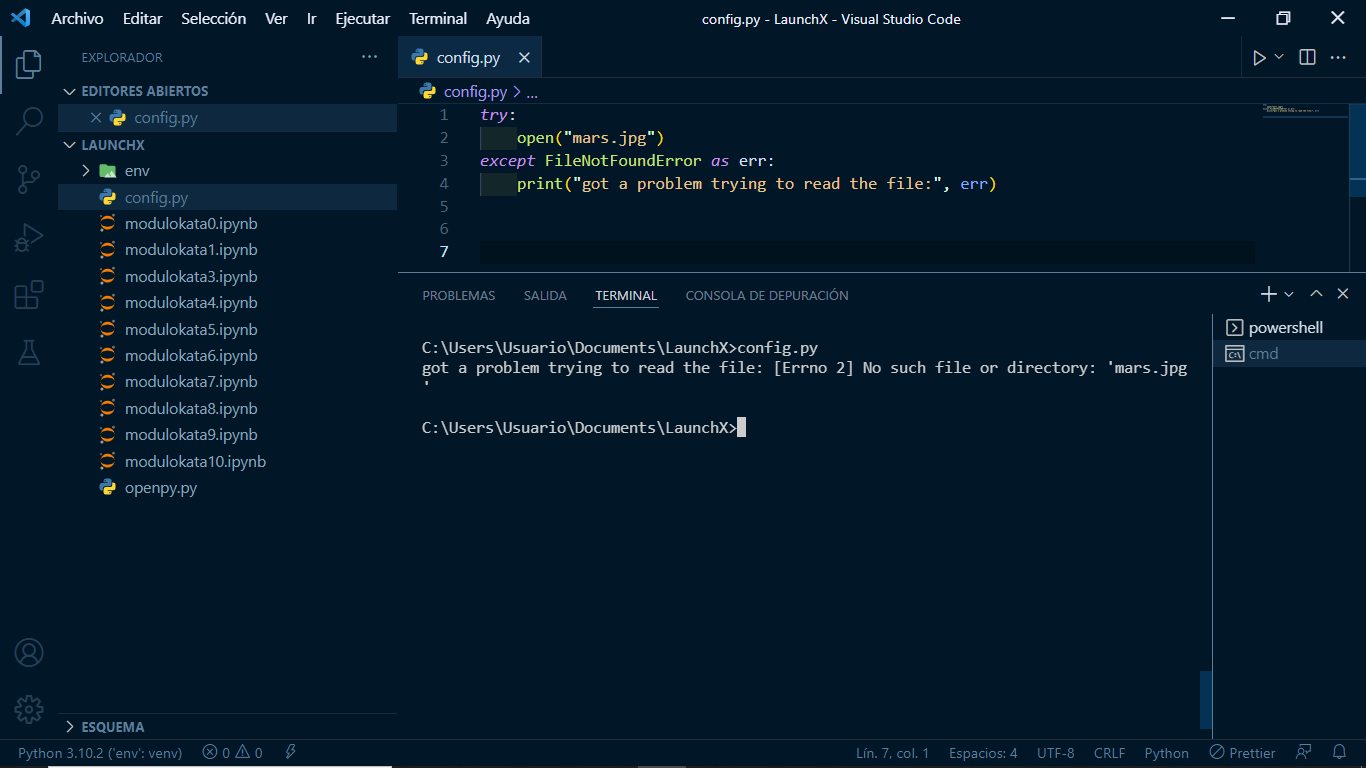 Archivo Editar Selección Ver Ir Ejecutar Terminal Ayuda config.py - LaunchX - Visual Studio Code
EXPLORADOR
EDITORES ABIERTOS
config.py
LAUNCHX
env
config.py
modulokata0.ipynb
modulokata1.ipynb
modulokata3.ipynb
modulokata4.ipynb
modulokata5.ipynb
modulokata6.ipynb
modulokata7.ipynb
modulokata8.ipynb
modulokata9.ipynb
modulokata10.ipynb
openpy.py
ESQUEMA
config.py
config.py > ...
1 try:
2 open("mars.jpg")
3 except FileNotFoundError as err:
4 print("got a problem trying to read the file:", err)
5
6
7
PROBLEMAS SALIDA TERMINAL CONSOLA DE DEPURACIÓN
C:\Users\Usuario\Documents\LaunchX>config.py
got a problem trying to read the file: [Errno 2] No such file or directory: 'mars.jpg
'
C:\Users\Usuario\Documents\LaunchX>
powershell
cmd
Python 3.10.2 ('env': venv) 0 0 Lín. 7, col. 1 Espacios: 4 UTF-8 CRLF Python Prettier